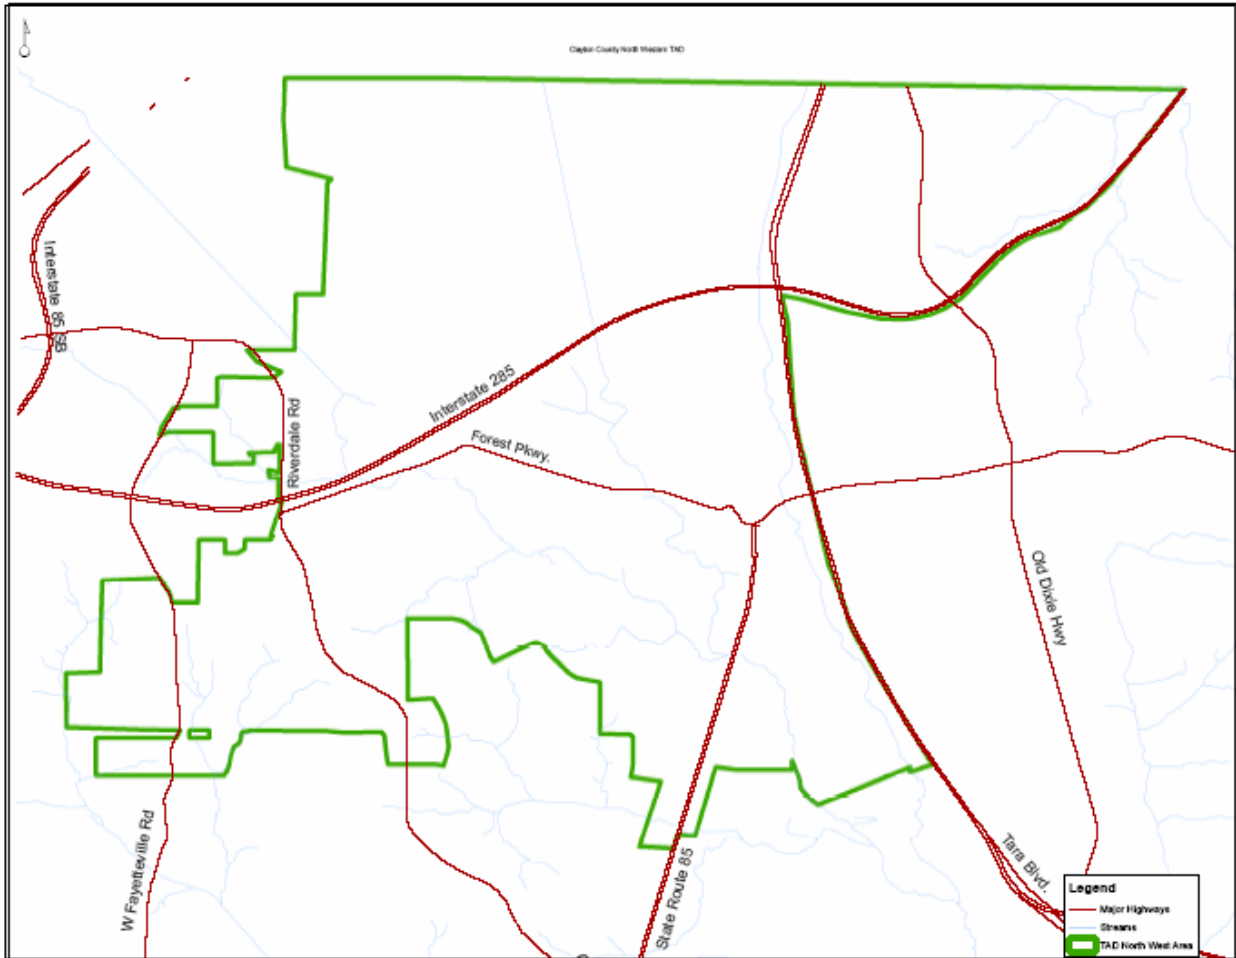 Clayton County North Western TAD
Interstate 85 SB
Interstate 285
Forest Pkwy.
Riverdale Rd
Old Dixie Hwy
W Fayetteville Rd
State Route 85
Tara Blvd.
Legend
Major Highways
Streams
TAD North West Area